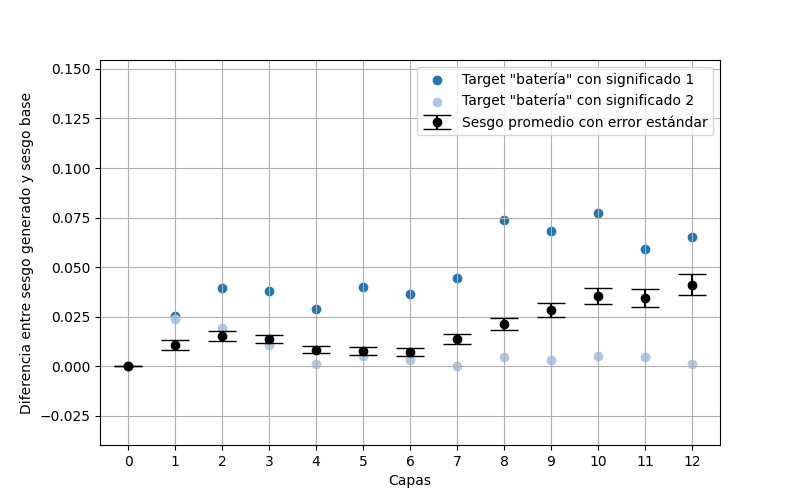 Target "batería" con significado 1
Target "batería" con significado 2
Sesgo promedio con error estándar
Diferencia entre sesgo generado y sesgo base
0.150
0.125
0.100
0.075
0.050
0.025
0.000
−0.025
0 1 2 3 4 5 6 7 8 9 10 11 12
Capas